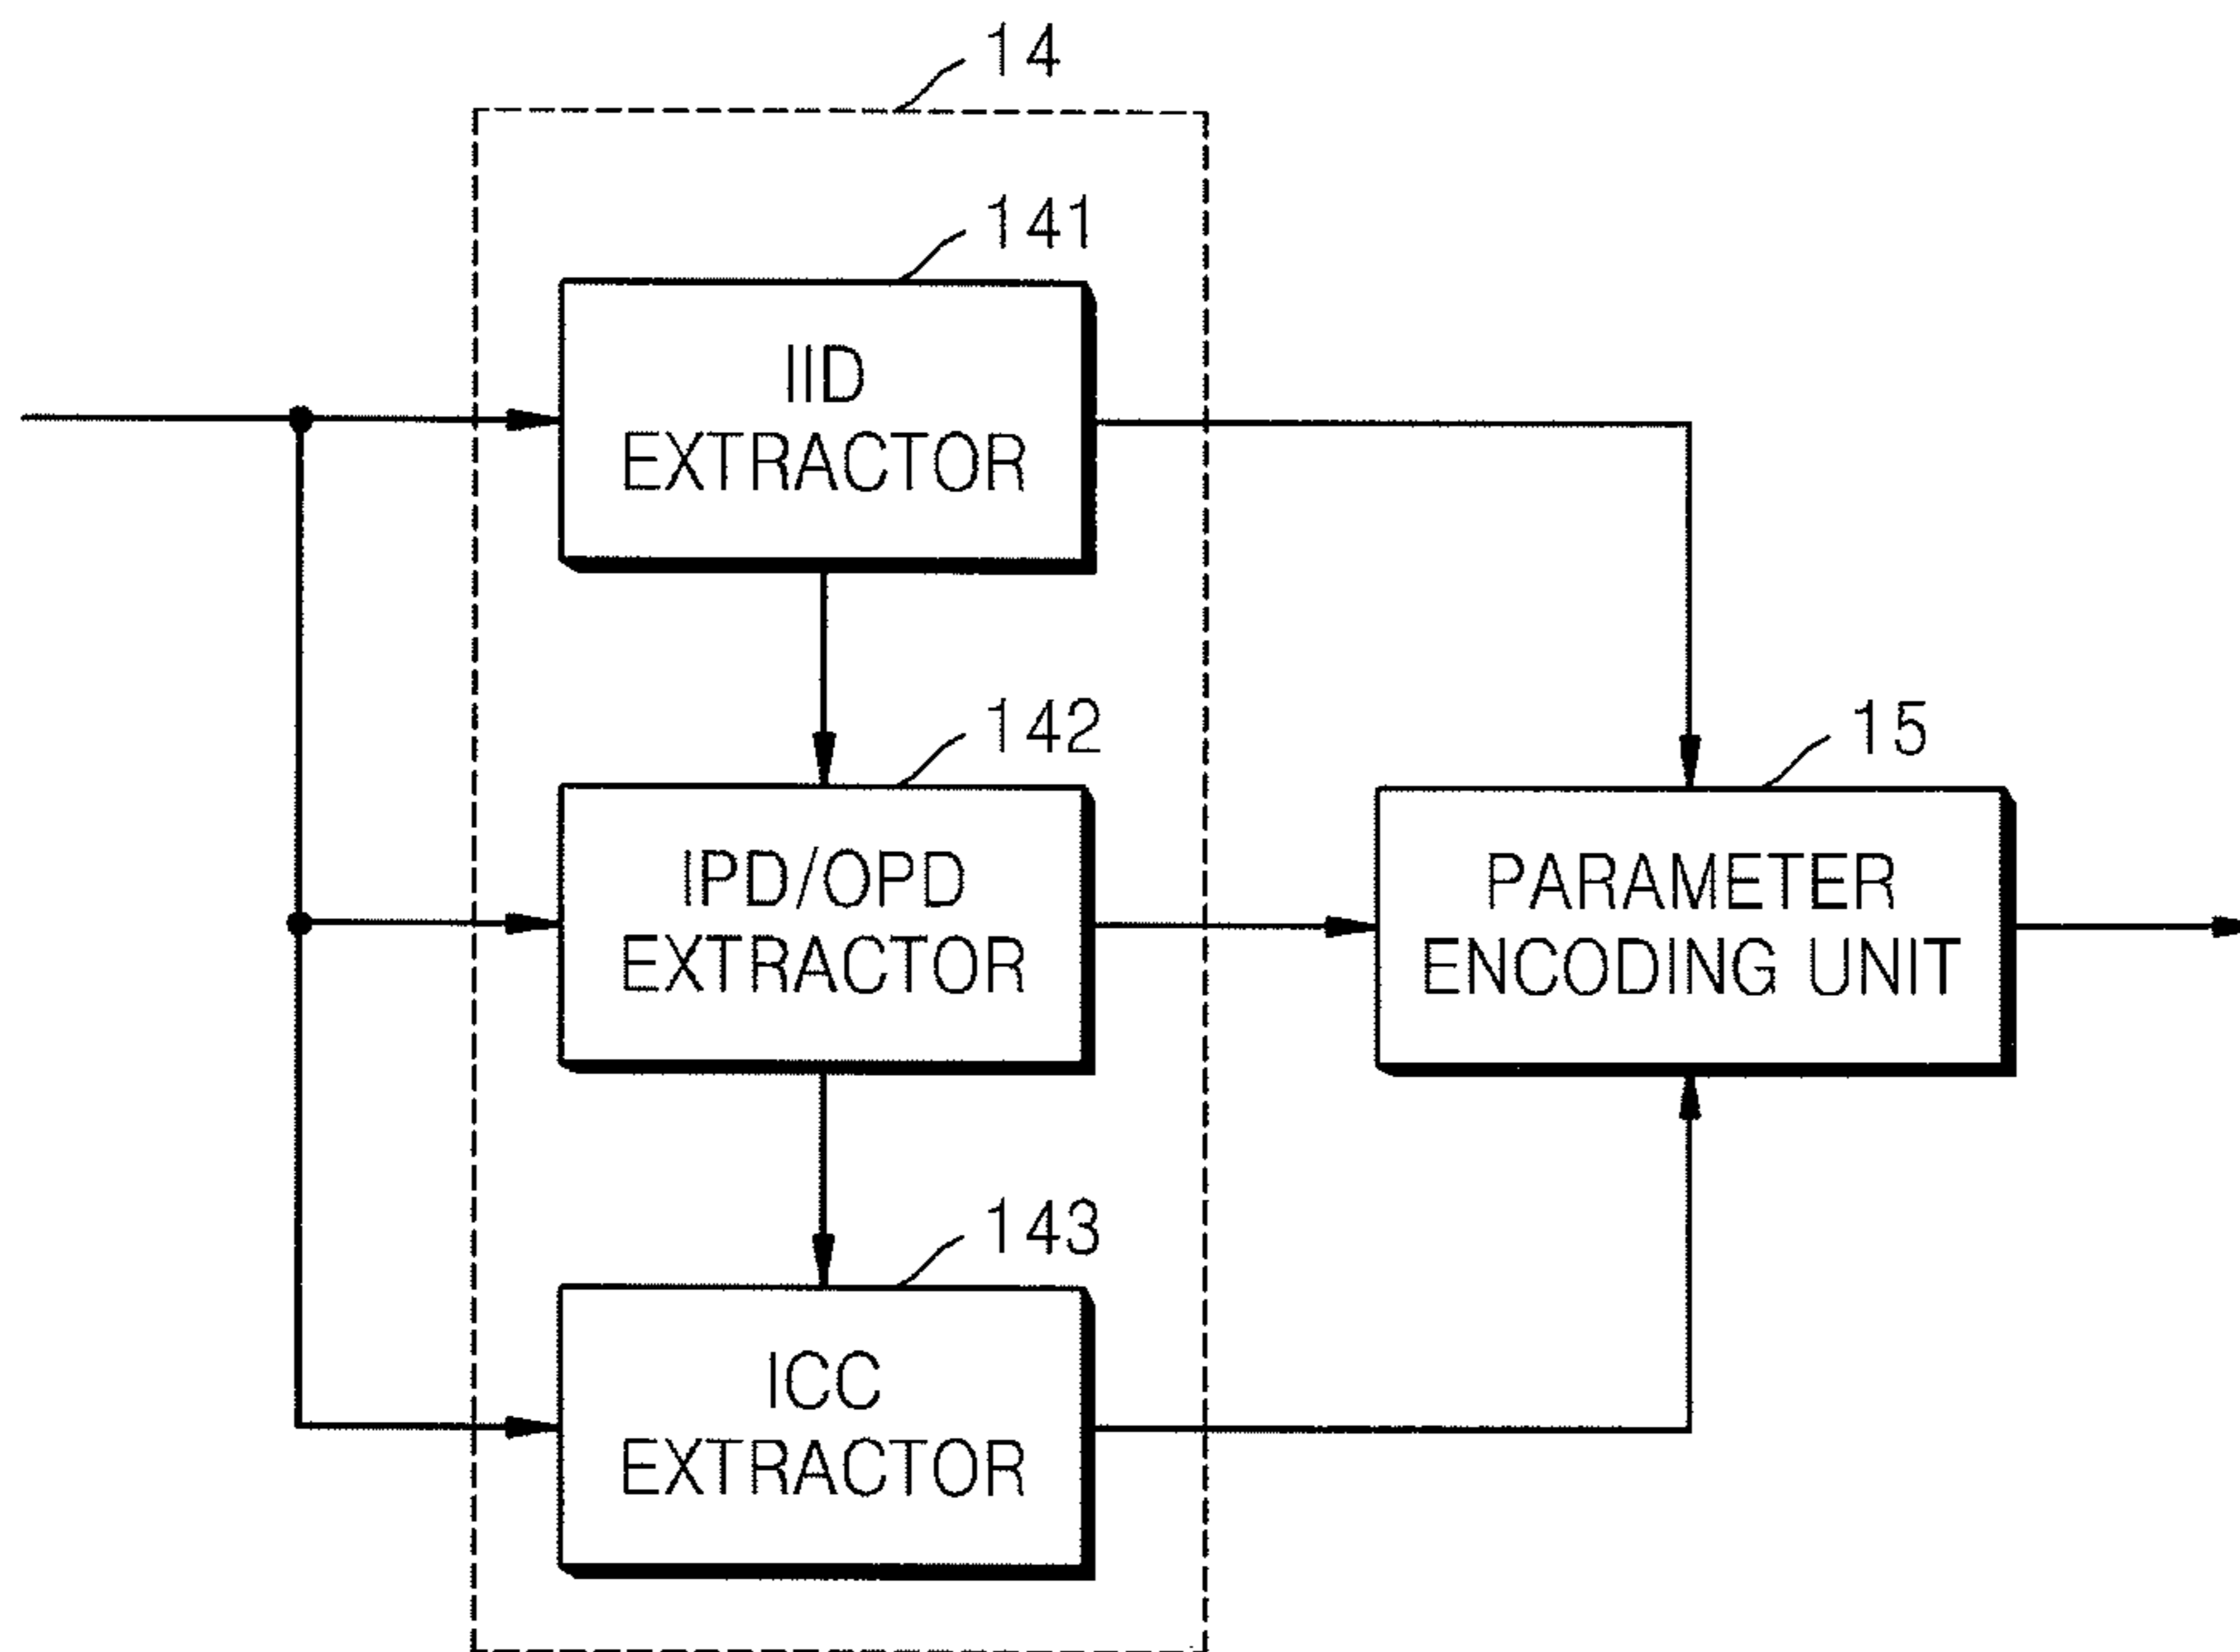 14
141
IID
EXTRACTOR
142
IPD/OPD
EXTRACTOR
15
PARAMETER
ENCODING UNIT
143
ICC
EXTRACTOR